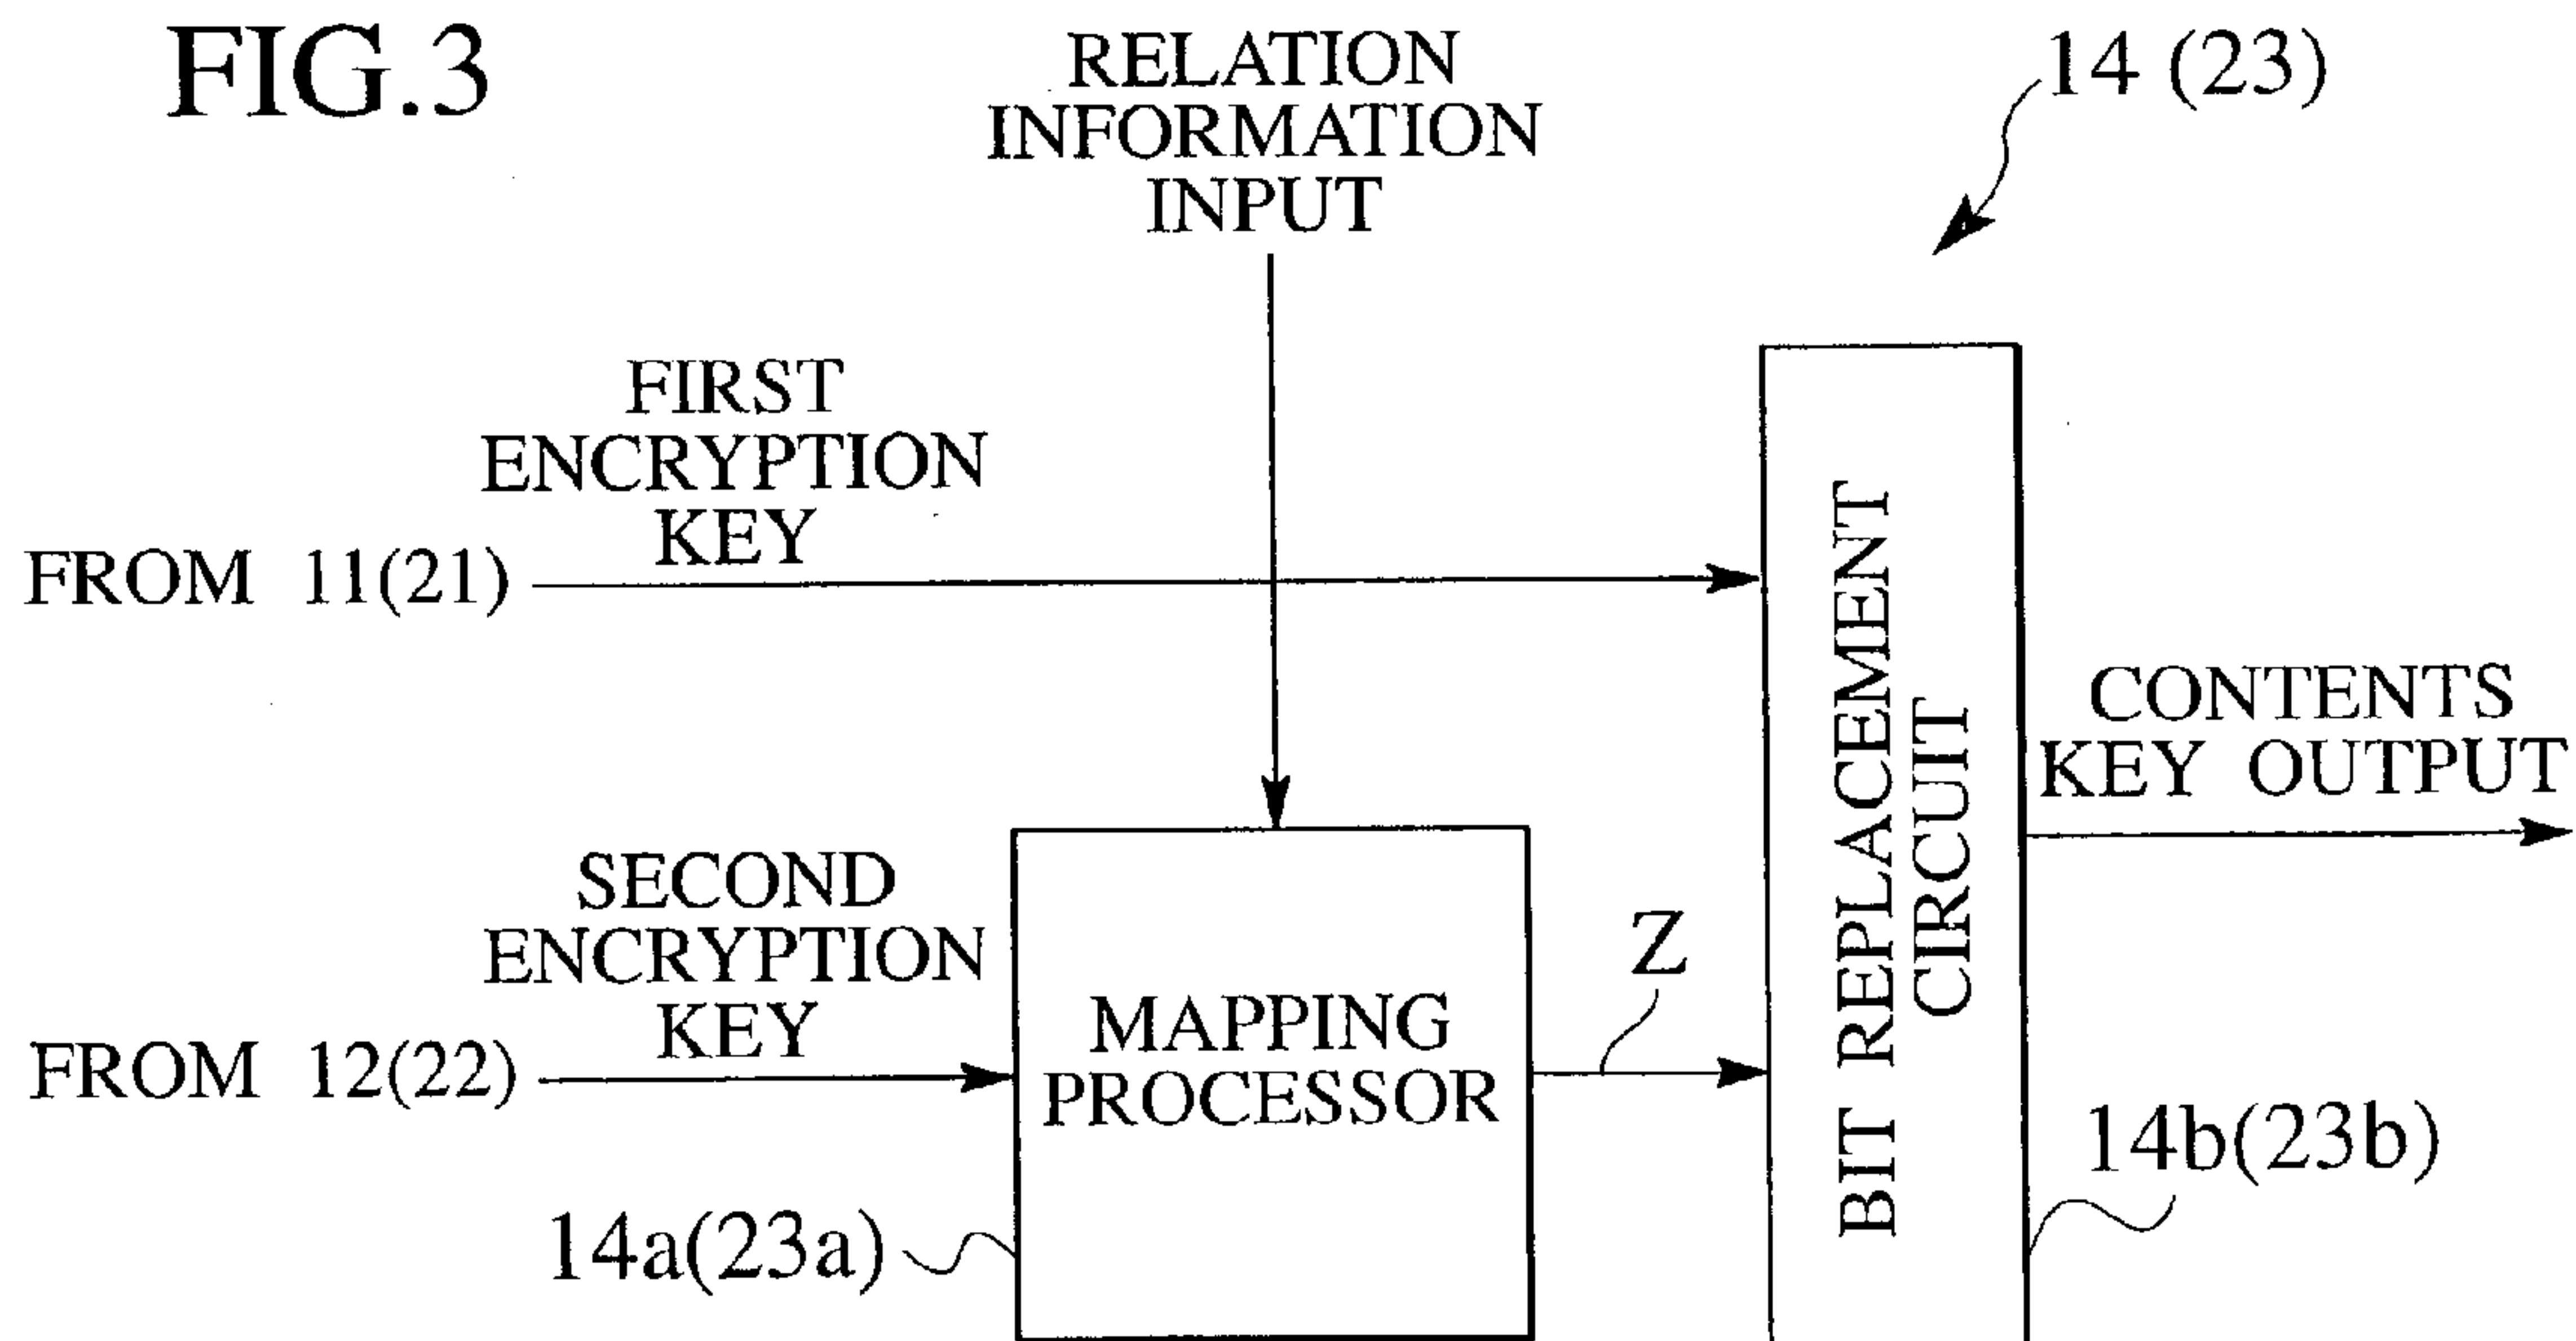 FIG.3
RELATION
INFORMATION
INPUT
14 (23)
FIRST
ENCRYPTION
KEY
FROM 11(21)
BIT REPLACEMENT
CIRCUIT
CONTENTS
KEY OUTPUT
SECOND
ENCRYPTION
KEY
FROM 12(22)
MAPPING
PROCESSOR
Z
14a(23a)
14b(23b)